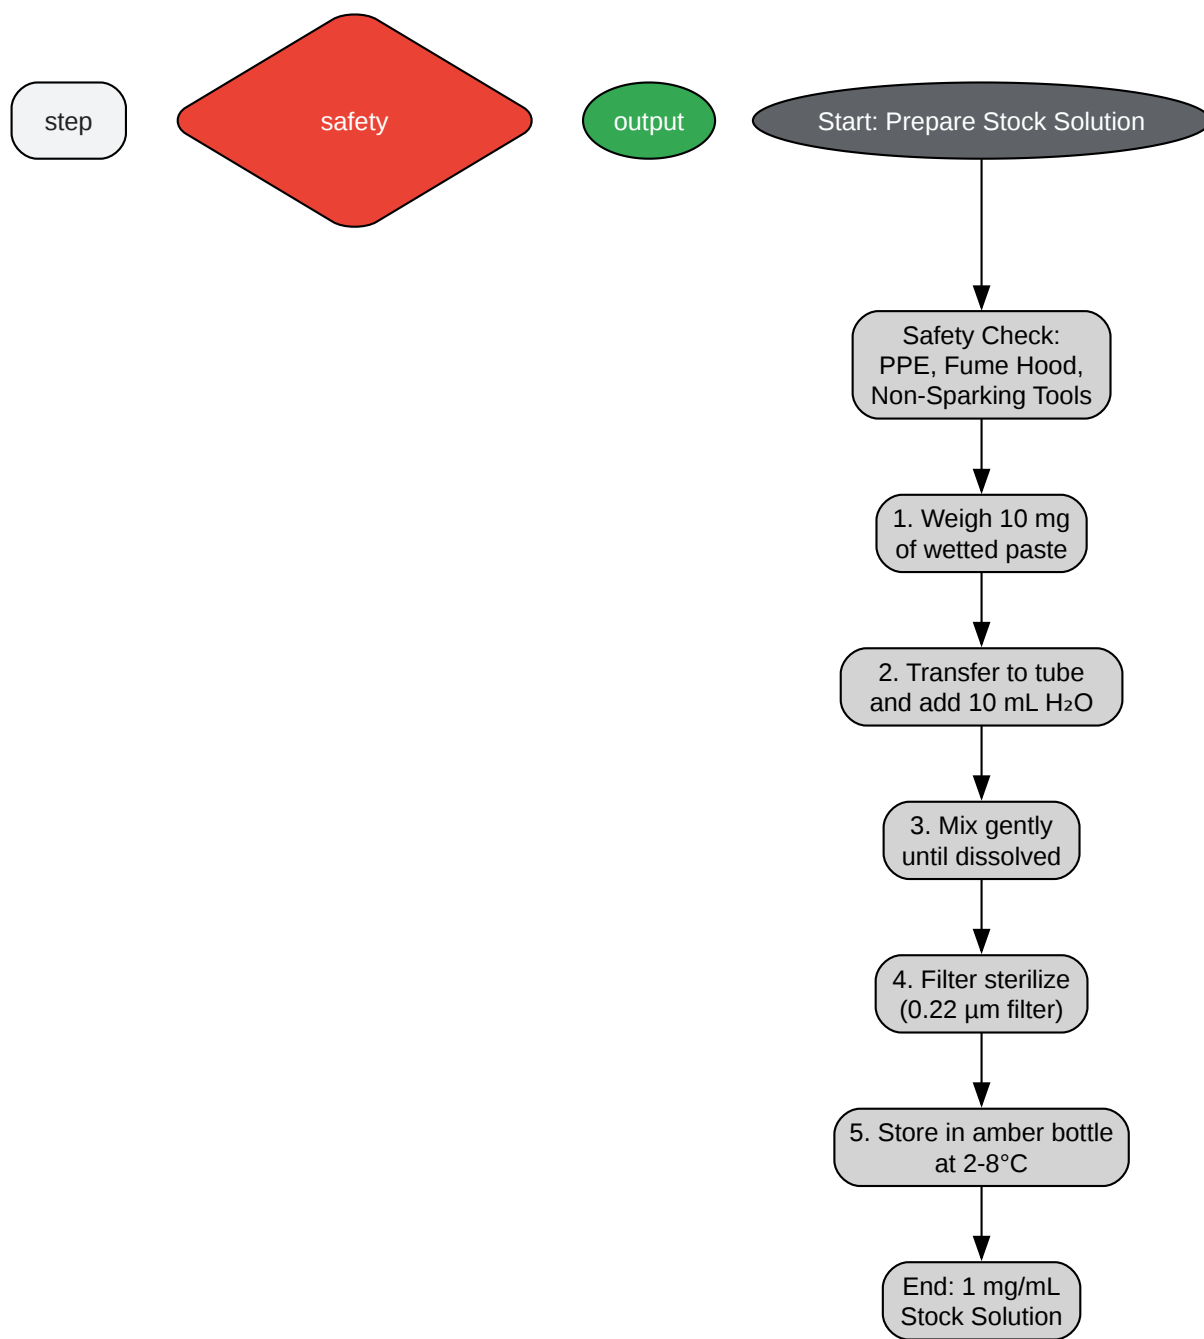 step
safety
output
Start: Prepare Stock Solution
Safety Check:
PPE, Fume Hood,
Non-Sparking Tools
1. Weigh 10 mg
of wetted paste
2. Transfer to tube
and add 10 mL H₂O
3. Mix gently
until dissolved
4. Filter sterilize
(0.22 µm filter)
5. Store in amber bottle
at 2-8°C
End: 1 mg/mL
Stock Solution